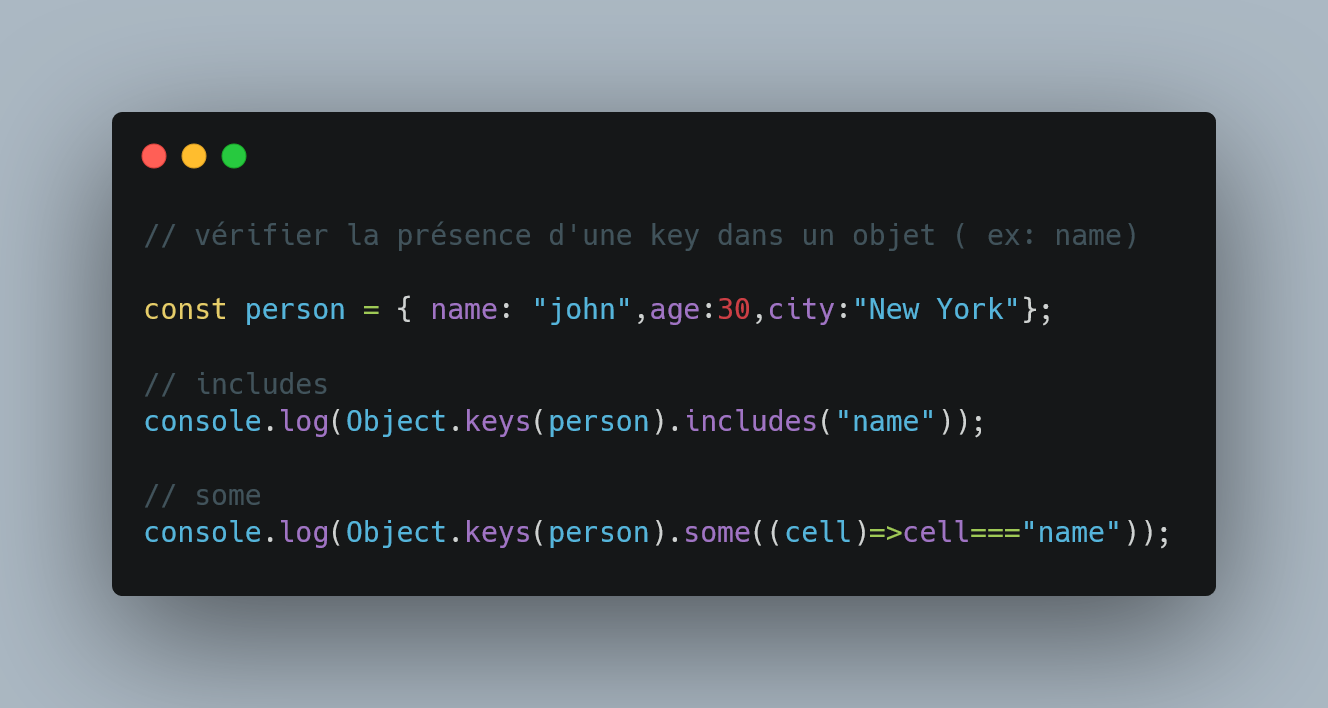 // vérifier la présence d'une key dans un objet ( ex: name)
const person = { name: "john",age:30,city:"New York"};
// includes
console.log(Object.keys(person).includes("name"));
// some
console.log(Object.keys(person).some((cell)=>cell==="name"));